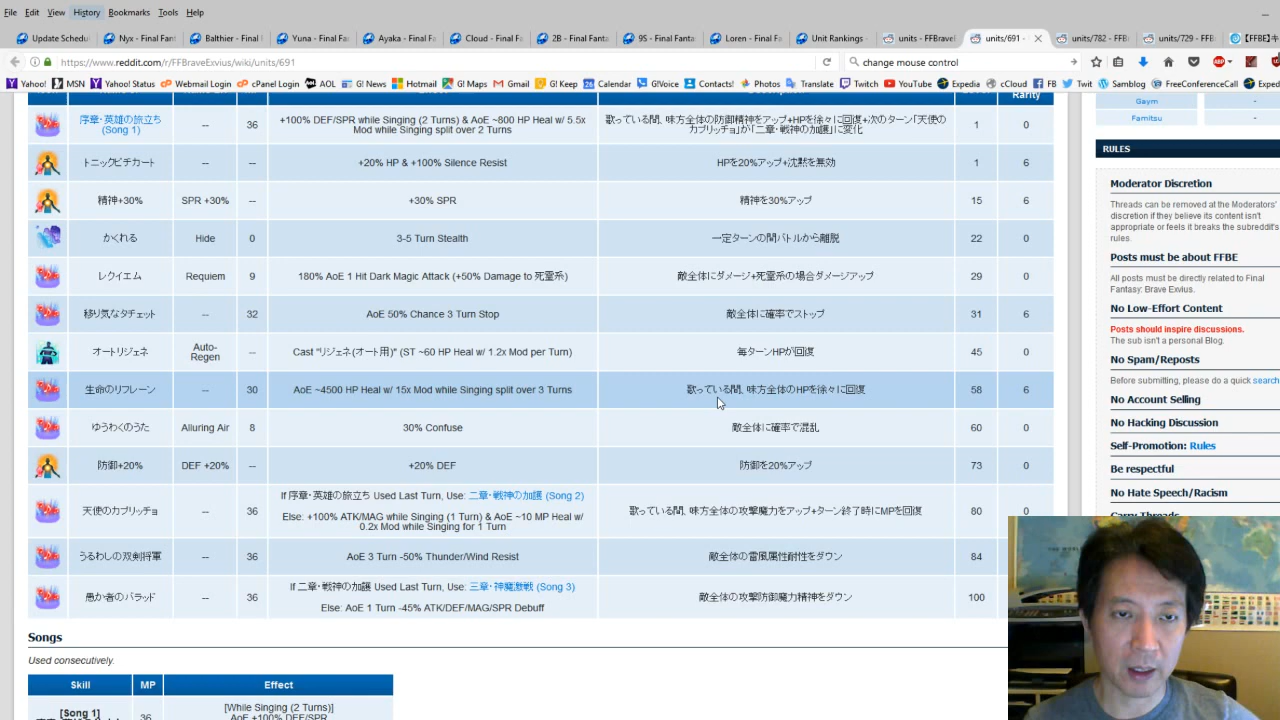 File Edit View History Bookmarks Tools Help
Update Schedu
Nyx - Final Fant
Balthier - Final
Yuna - Final Fa
Ayaka - Final Fa
Cloud - Final Fa
2B - Final Fanta
9S - Final Fanta
Loren - Final Fa
Unit Rankings -
units - FFBravel
units/691 -
units/782 - FFBE
units/729 - FFBe
【FFBE】キ
https://www.reddit.com/r/FFBraveExvius/wiki/units/691
change mouse control
Yahoo! MSN Yahoo! Status Webmail Login cPanel Login AOL G! News Hotmail G! Maps Gmail G! Keep Calendar GVoice Music Photos Translate Twitch YouTube Expedia cCloud FB Twit Samblog FreeConferenceCall Exped
Rarity
序章・英雄の旅立ち
(Song 1)
--
36
+100% DEF/SPR while Singing (2 Turns) & AoE ~800 HP Heal w/ 5.5x
Mod while Singing split over 2 Turns
歌っている間、味方全体の防御精神をアップ+HPを徐々に回復+次のターン「天使の
カプリッチョ」が「二章・戦神の加護」に変化
1
0
トニックピチカート
--
--
+20% HP & +100% Silence Resist
HPを20%アップ+沈黙を無効
1
6
精神+30%
SPR +30%
--
+30% SPR
精神を30%アップ
15
6
かくれる
Hide
0
3-5 Turn Stealth
一定ターンの間バトルから離脱
22
0
レクイエム
Requiem
9
180% AoE 1 Hit Dark Magic Attack (+50% Damage to 死霊系)
敵全体にダメージ+死霊系の場合ダメージアップ
29
0
移り気なタチェット
--
32
AoE 50% Chance 3 Turn Stop
敵全体に確率でストップ
31
6
オートリジェネ
Auto-
Regen
--
Cast "リジェネ(オート用)" (ST ~60 HP Heal w/ 1.2x Mod per Turn)
毎ターンHPが回復
45
0
生命のリフレーン
--
30
AoE ~4500 HP Heal w/ 15x Mod while Singing split over 3 Turns
歌っている間、味方全体のHPを徐々に回復
58
6
ゆうわくのうた
Alluring Air
8
30% Confuse
敵全体に確率で混乱
60
0
防御+20%
DEF +20%
--
+20% DEF
防御を20%アップ
73
0
天使のカプリッチョ
--
36
If 序章・英雄の旅立ち Used Last Turn, Use: 二章・戦神の加護 (Song 2)
Else: +100% ATK/MAG while Singing (1 Turn) & AoE ~10 MP Heal w/
0.2x Mod while Singing for 1 Turn
歌っている間、味方全体の攻撃魔力をアップ+ターン終了時にMPを回復
80
0
うるわしの双剣将軍
--
36
AoE 3 Turn -50% Thunder/Wind Resist
敵全体の雷風属性耐性をダウン
84
0
愚か者のバラッド
--
36
If 二章・戦神の加護 Used Last Turn, Use: 三章・神魔激戦 (Song 3)
Else: AoE 1 Turn -45% ATK/DEF/MAG/SPR Debuff
敵全体の攻撃防御魔力精神をダウン
100
0
Songs
Used consecutively.
Skill
MP
Effect
[Song 1]
36
[While Singing (2 Turns)]
AoE +100% DEF/SPR
Gaym
-
Famitsu
-
RULES
Moderator Discretion
Threads can be removed at the Moderators'
discretion if they believe its content isn't
appropriate or feels it breaks the subreddit's
rules.
Posts must be about FFBE
All posts must be directly related to Final
Fantasy: Brave Exvius.
No Low-Effort Content
Posts should inspire discussions.
The sub isn't a personal Blog.
No Spam/Reposts
Before submitting, please do a quick search
No Account Selling
No Hacking Discussion
Self-Promotion: Rules
Be respectful
No Hate Speech/Racism
Carry Threads